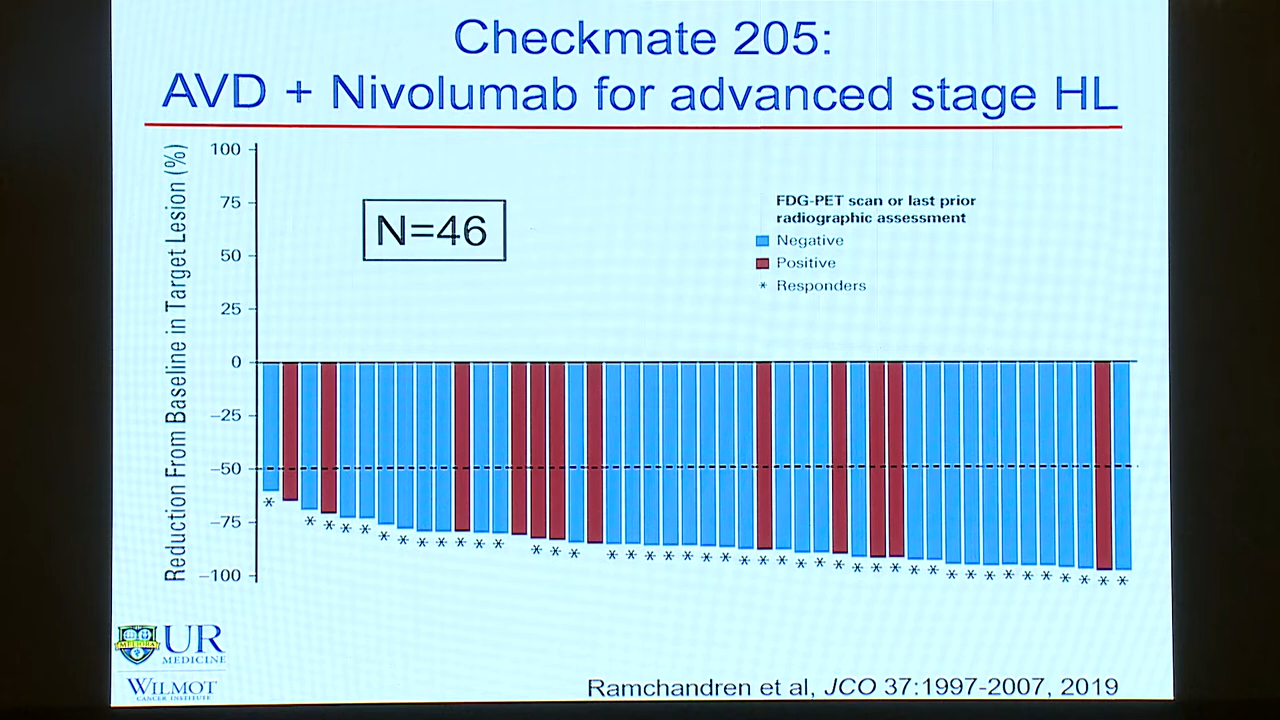 Checkmate 205:
AVD + Nivolumab for advanced stage HL
Reduction From Baseline in Target Lesion (%)
100
75
50
25
0
–25
–50
–75
–100
N=46
FDG-PET scan or last prior
radiographic assessment
Negative
Positive
* Responders
MELIORA
UR
MEDICINE
WILMOT
CANCER INSTITUTE
Ramchandren et al, JCO 37:1997-2007, 2019